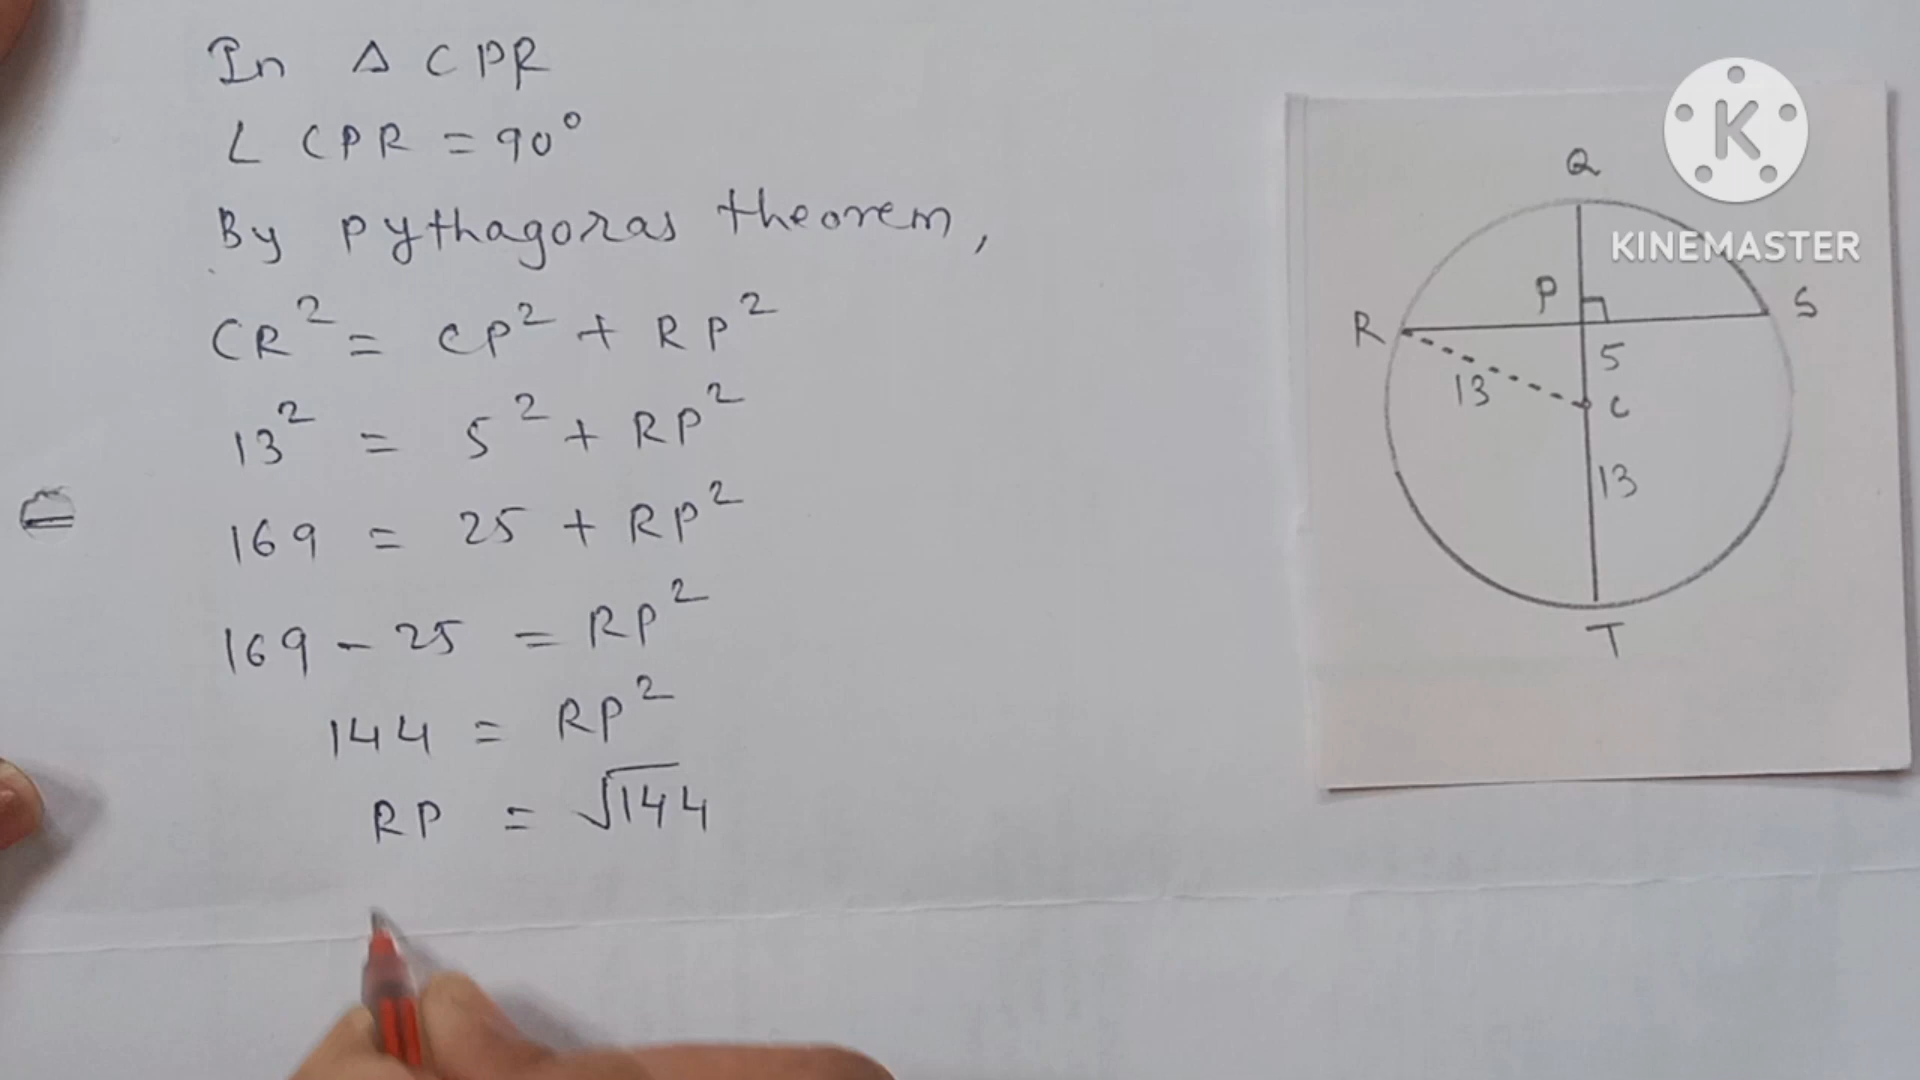 In Δ CPR
∠ CPR = 90°
By pythagoras theorem,
CR² = CP² + RP²
13² = 5² + RP²
169 = 25 + RP²
169 - 25 = RP²
144 = RP²
RP = √144
K
KINEMASTER
Q
P
S
R
5
13
C
13
T